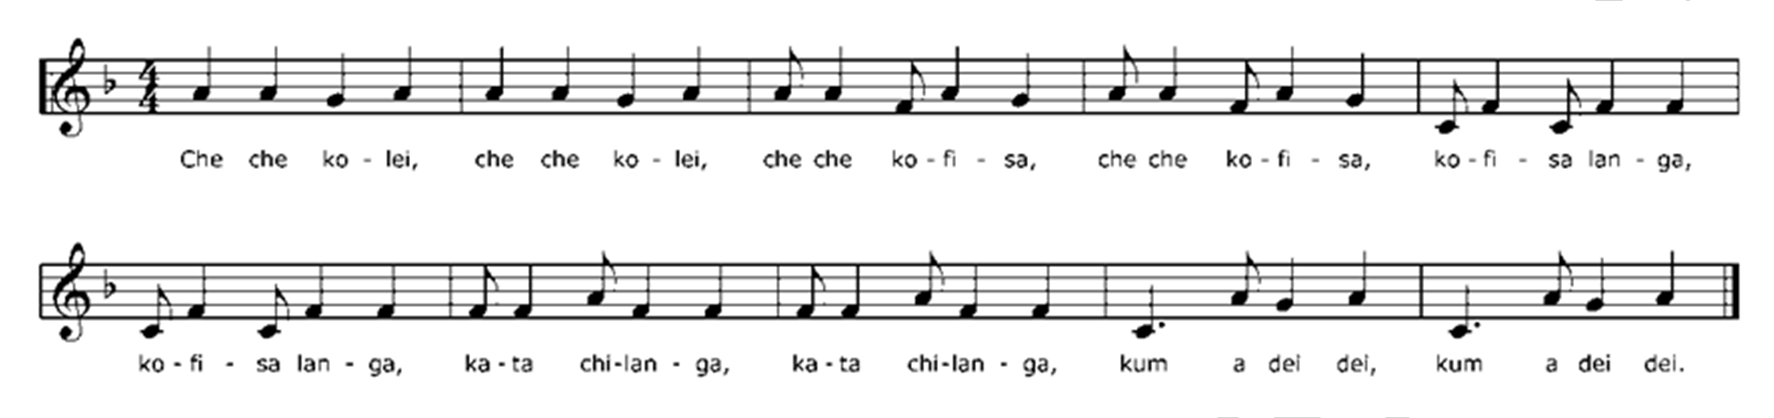 4/4
Che che ko - lei, che che ko - lei, che che ko - fi - sa, che che ko - fi - sa, ko - fi - sa lan - ga,
ko - fi - sa lan - ga, ka - ta chi - lan - ga, ka - ta chi - lan - ga, kum a dei dei, kum a dei dei.